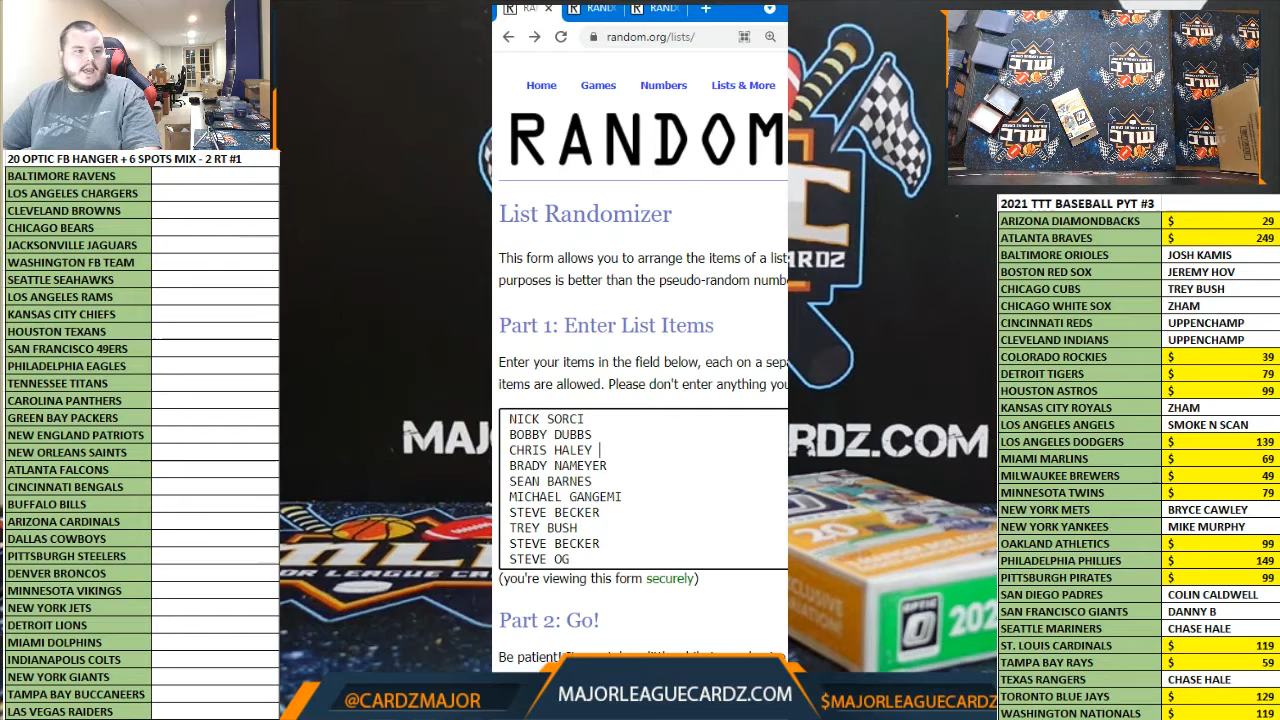 RANDO
RANDO
random.org/lists/
Home Games Numbers Lists & More
RANDOM
List Randomizer
This form allows you to arrange the items of a list
purposes is better than the pseudo-random numb
Part 1: Enter List Items
Enter your items in the field below, each on a sep
items are allowed. Please don't enter anything you
NICK SORCI
BOBBY DUBBS
CHRIS HALEY
BRADY NAMEYER
SEAN BARNES
MICHAEL GANGEMI
STEVE BECKER
TREY BUSH
STEVE BECKER
STEVE OG
(you're viewing this form securely)
Part 2: Go!
Be patient!
20 OPTIC FB HANGER + 6 SPOTS MIX - 2 RT #1
BALTIMORE RAVENS
LOS ANGELES CHARGERS
CLEVELAND BROWNS
CHICAGO BEARS
JACKSONVILLE JAGUARS
WASHINGTON FB TEAM
SEATTLE SEAHAWKS
LOS ANGELES RAMS
KANSAS CITY CHIEFS
HOUSTON TEXANS
SAN FRANCISCO 49ERS
PHILADELPHIA EAGLES
TENNESSEE TITANS
CAROLINA PANTHERS
GREEN BAY PACKERS
NEW ENGLAND PATRIOTS
NEW ORLEANS SAINTS
ATLANTA FALCONS
CINCINNATI BENGALS
BUFFALO BILLS
ARIZONA CARDINALS
DALLAS COWBOYS
PITTSBURGH STEELERS
DENVER BRONCOS
MINNESOTA VIKINGS
NEW YORK JETS
DETROIT LIONS
MIAMI DOLPHINS
INDIANAPOLIS COLTS
NEW YORK GIANTS
TAMPA BAY BUCCANEERS
LAS VEGAS RAIDERS
2021 TTT BASEBALL PYT #3
ARIZONA DIAMONDBACKS $ 29
ATLANTA BRAVES $ 249
BALTIMORE ORIOLES JOSH KAMIS
BOSTON RED SOX JEREMY HOV
CHICAGO CUBS TREY BUSH
CHICAGO WHITE SOX ZHAM
CINCINNATI REDS UPPENCHAMP
CLEVELAND INDIANS UPPENCHAMP
COLORADO ROCKIES $ 39
DETROIT TIGERS $ 79
HOUSTON ASTROS $ 99
KANSAS CITY ROYALS ZHAM
LOS ANGELS ANGELS SMOKE N SCAN
LOS ANGELES DODGERS $ 139
MIAMI MARLINS $ 69
MILWAUKEE BREWERS $ 49
MINNESOTA TWINS $ 79
NEW YORK METS BRYCE CAWLEY
NEW YORK YANKEES MIKE MURPHY
OAKLAND ATHLETICS $ 99
PHILADELPHIA PHILLIES $ 149
PITTSBURGH PIRATES $ 99
SAN DIEGO PADRES COLIN CALDWELL
SAN FRANCISCO GIANTS DANNY B
SEATTLE MARINERS CHASE HALE
ST. LOUIS CARDINALS $ 119
TAMPA BAY RAYS $ 59
TEXAS RANGERS CHASE HALE
TORONTO BLUE JAYS $ 129
WASHINGTON NATIONALS $ 119
MAJ
RDZ.COM
@CARDZMAJOR
MAJORLEAGUECARDZ.COM
$MAJORLEAGUECARDZ